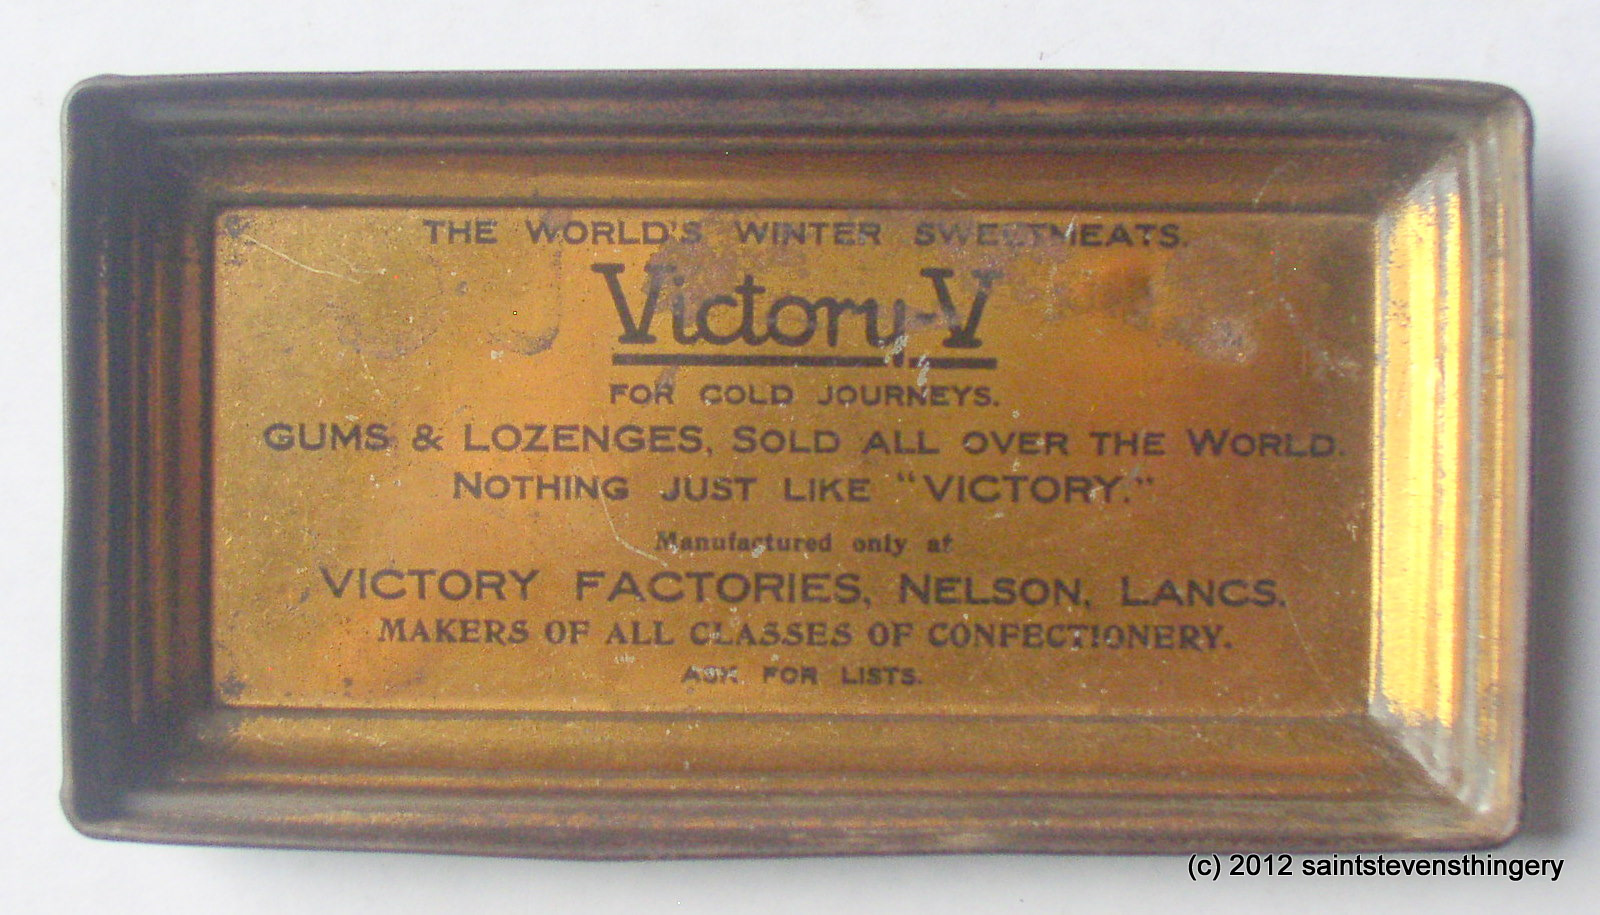 THE WORLD'S WINTER SWEETMEATS.
Victory-V
FOR COLD JOURNEYS.
GUMS & LOZENGES, SOLD ALL OVER THE WORLD.
NOTHING JUST LIKE "VICTORY."
Manufactured only at
VICTORY FACTORIES, NELSON, LANCS.
MAKERS OF ALL CLASSES OF CONFECTIONERY.
ASK FOR LISTS.
(c) 2012 saintstevensthingery